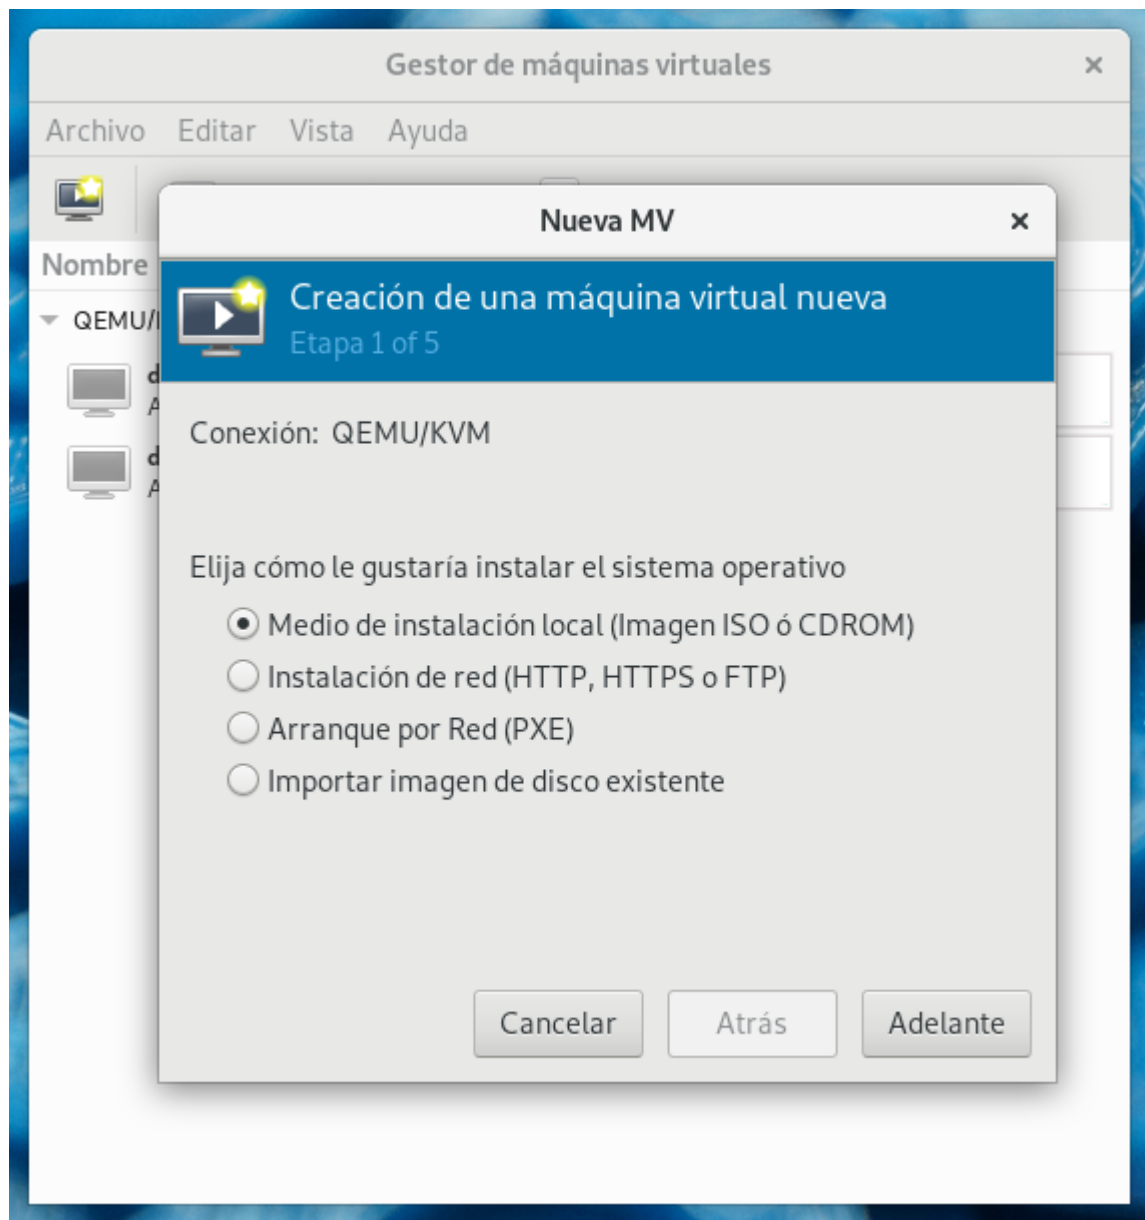 Gestor de máquinas virtuales
Archivo Editar Vista Ayuda
Nueva MV
Nombre
Creación de una máquina virtual nueva
QEMU/
Etapa 1 of 5
d
A
Conexión: QEMU/KVM
d
A
Elija cómo le gustaría instalar el sistema operativo
Medio de instalación local (Imagen ISO ó CDROM)
Instalación de red (HTTP, HTTPS o FTP)
Arranque por Red (PXE)
Importar imagen de disco existente
Cancelar Atrás Adelante